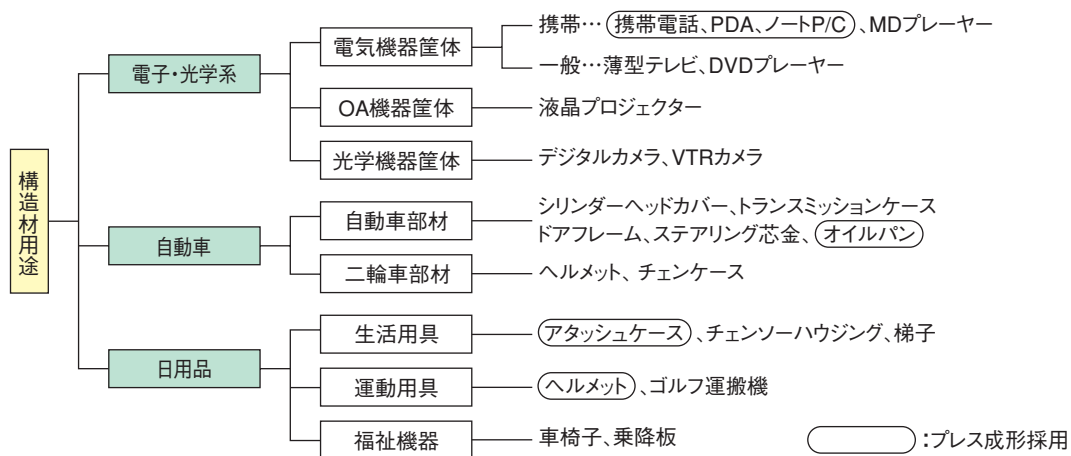 構造材用途
電子・光学系
電気機器筐体
携帯…携帯電話、PDA、ノートP/C、MDプレーヤー
一般…薄型テレビ、DVDプレーヤー
OA機器筐体
液晶プロジェクター
光学機器筐体
デジタルカメラ、VTRカメラ
自動車
自動車部材
シリンダーヘッドカバー、トランスミッションケース
ドアフレーム、ステアリング芯金、オイルパン
二輪車部材
ヘルメット、チェンケース
日用品
生活用具
アタッシュケース、チェンソーハウジング、梯子
運動用具
ヘルメット、ゴルフ運搬機
福祉機器
車椅子、乗降板
:プレス成形採用